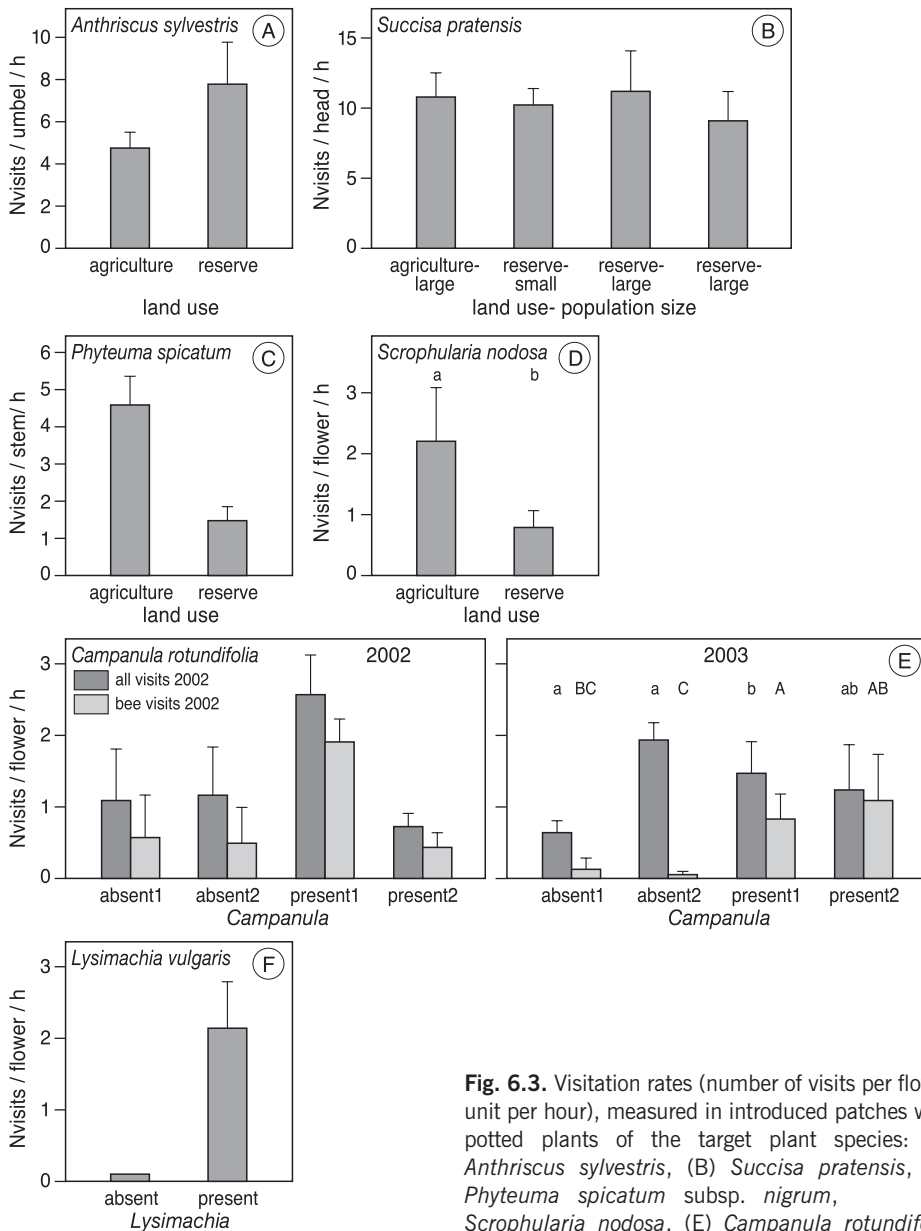 Anthriscus sylvestris A
10
8
6
4
2
0
Nvisits / umbel / h
agriculture reserve
land use
Succisa pratensis B
15
10
5
0
Nvisits / head / h
agriculture- reserve- reserve- reserve-
large small large large
land use- population size
Phyteuma spicatum C
6
5
4
3
2
1
0
Nvisits / stem/ h
agriculture reserve
land use
Scrophularia nodosa D
a b
3
2
1
0
Nvisits / flower / h
agriculture reserve
land use
Campanula rotundifolia 2002
all visits 2002
bee visits 2002
3
2
1
0
Nvisits / flower / h
absent1 absent2 present1 present2
Campanula
2003 E
a BC a C b A ab AB
absent1 absent2 present1 present2
Campanula
Lysimachia vulgaris F
3
2
1
0
Nvisits / flower / h
absent present
Lysimachia
Fig. 6.3. Visitation rates (number of visits per flo
unit per hour), measured in introduced patches
potted plants of the target plant species:
Anthriscus sylvestris, (B) Succisa pratensis,
Phyteuma spicatum subsp. nigrum,
Scrophularia nodosa, (E) Campanula rotundif